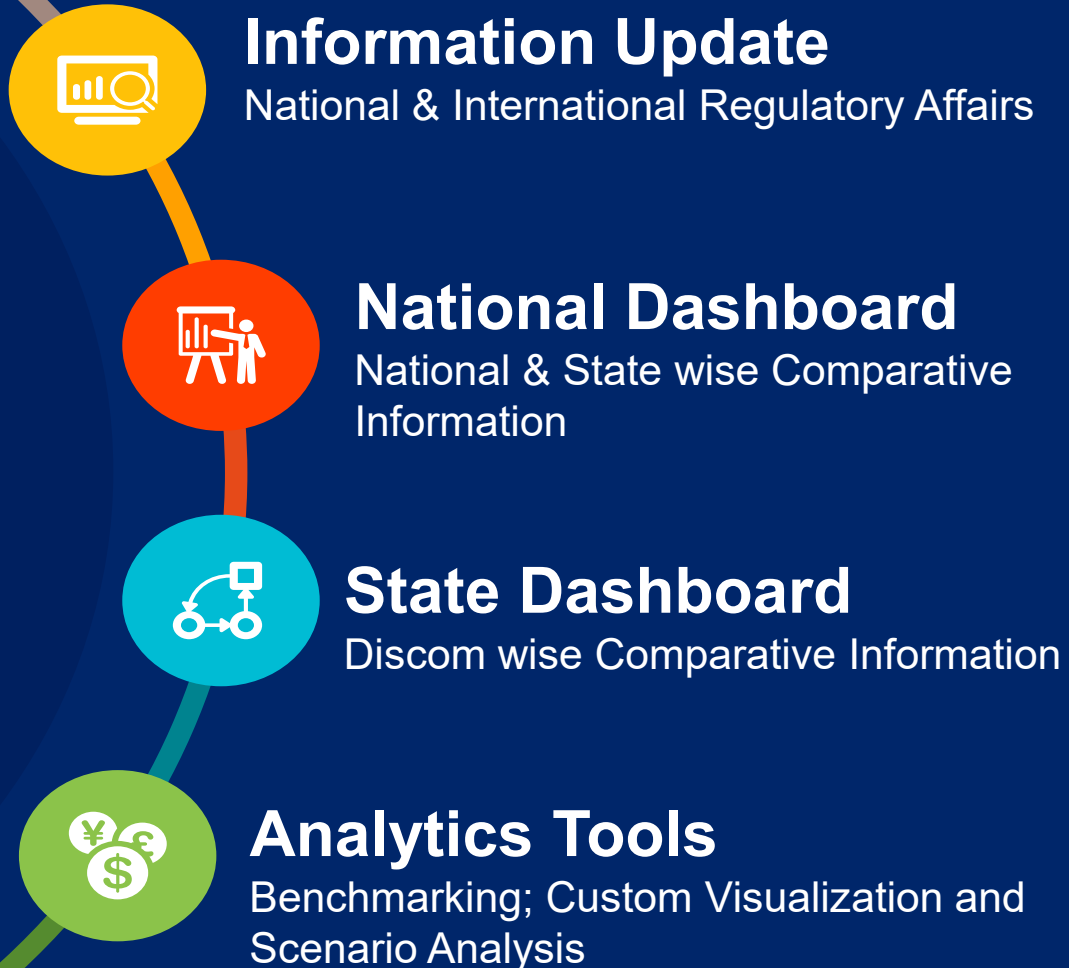 Information Update
National & International Regulatory Affairs
National Dashboard
National & State wise Comparative
Information
State Dashboard
Discom wise Comparative Information
¥ £
$
Analytics Tools
Benchmarking; Custom Visualization and
Scenario Analysis